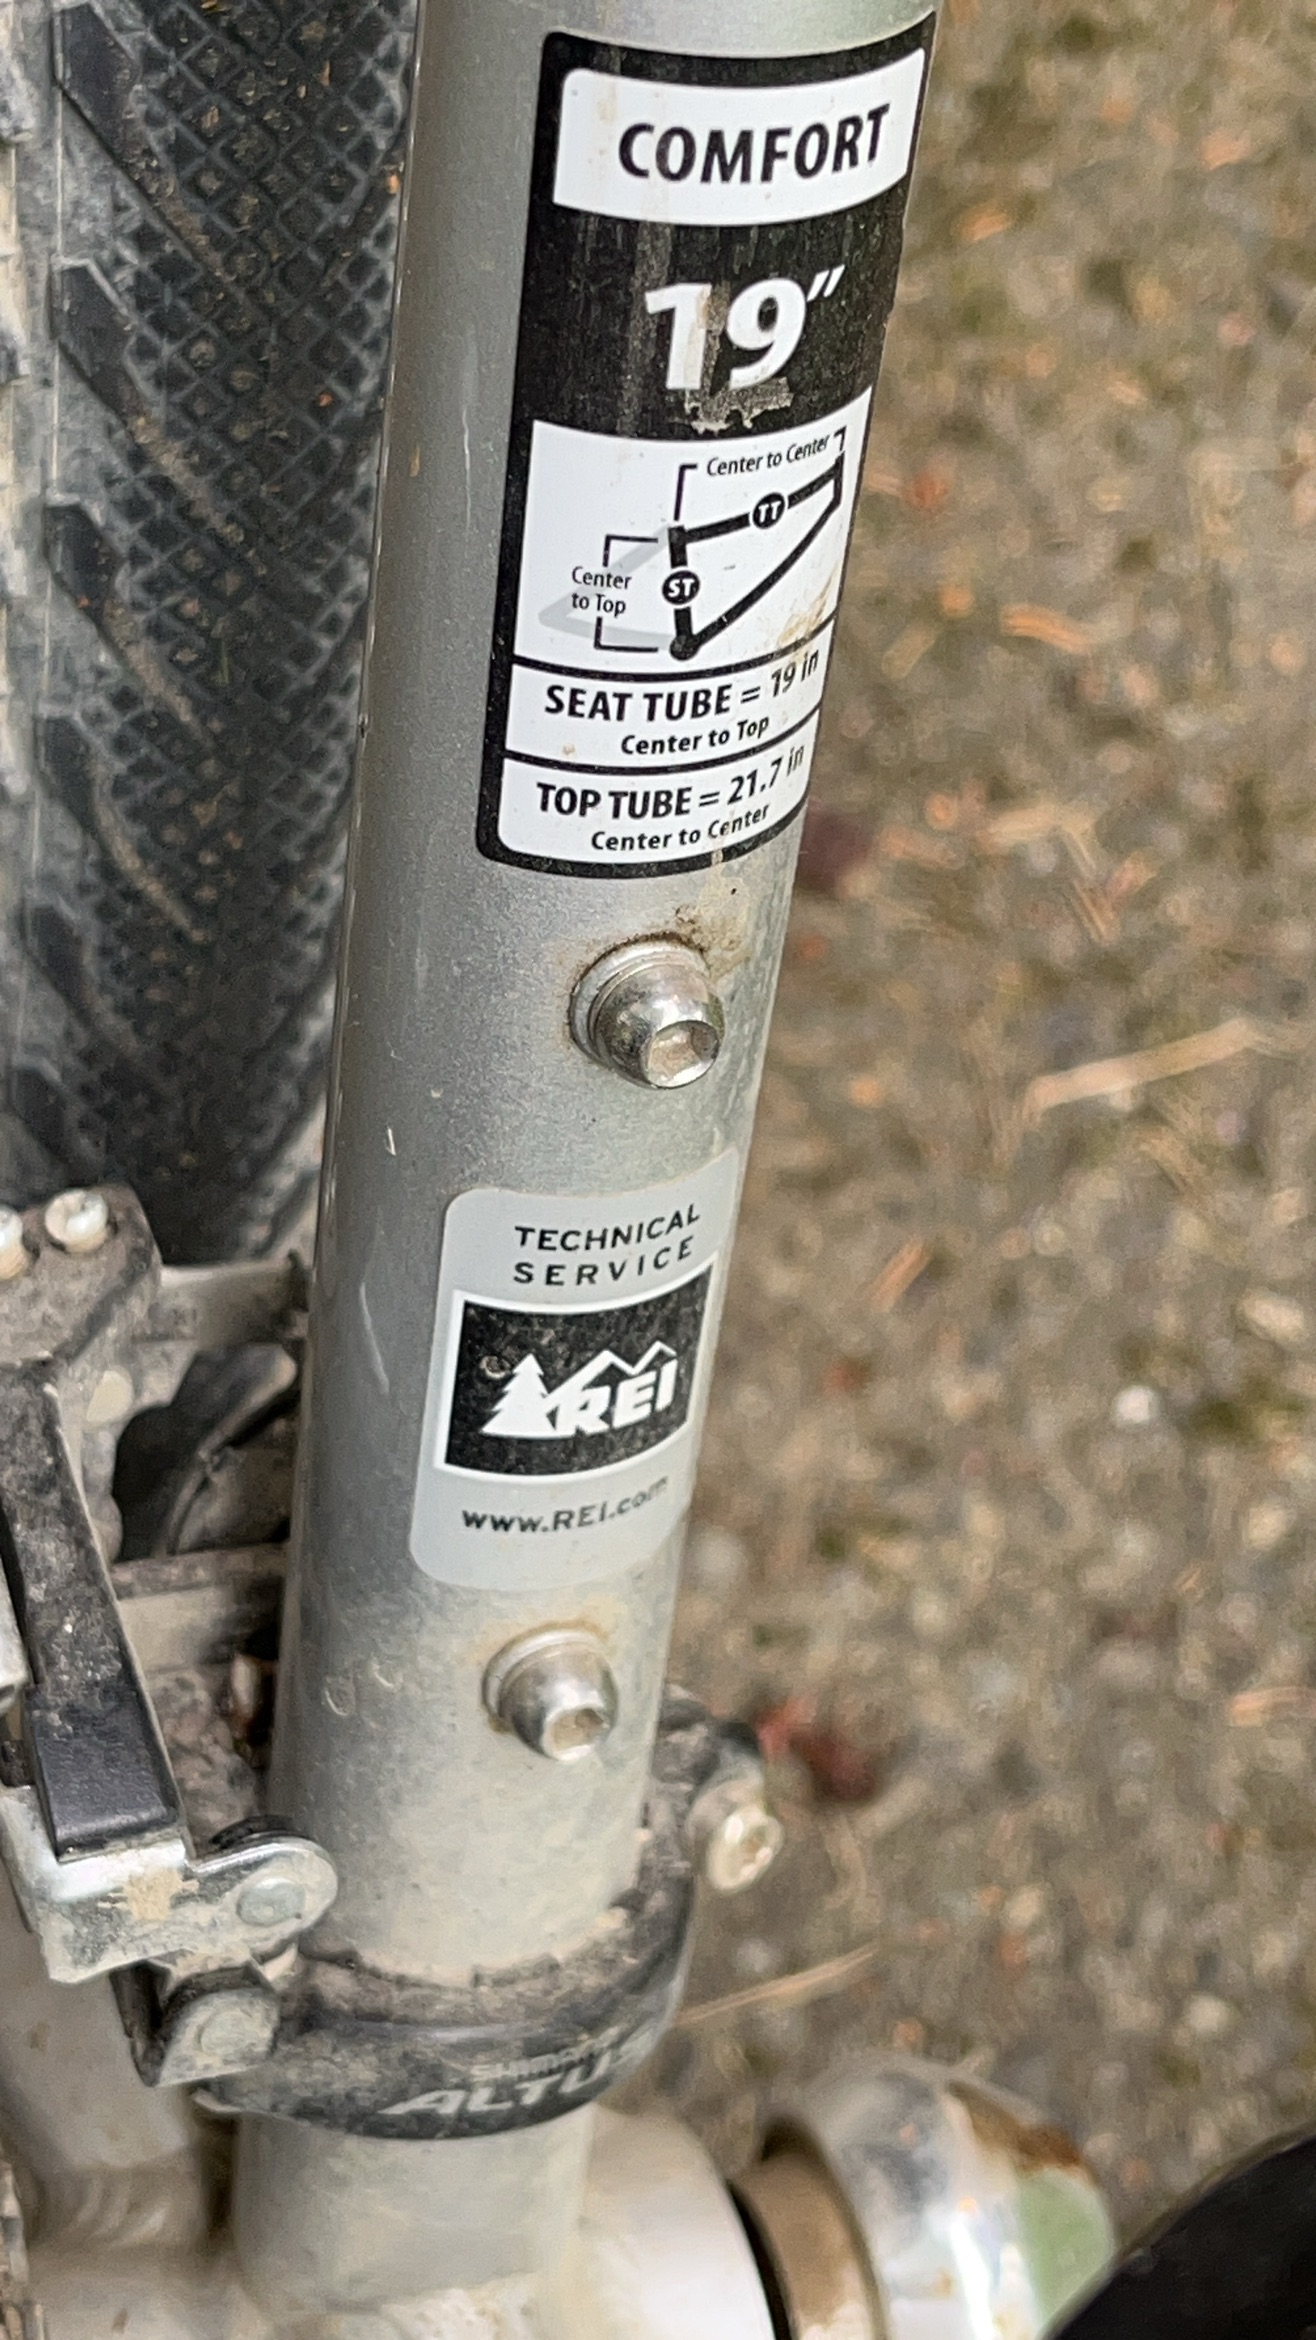 COMFORT
19"
Center to Center
TT
Center
to Top
ST
SEAT TUBE = 19 in
Center to Top
TOP TUBE = 21.7 in
Center to Center
TECHNICAL
SERVICE
REI
www.REI.com
SHIMANO
ALTUS